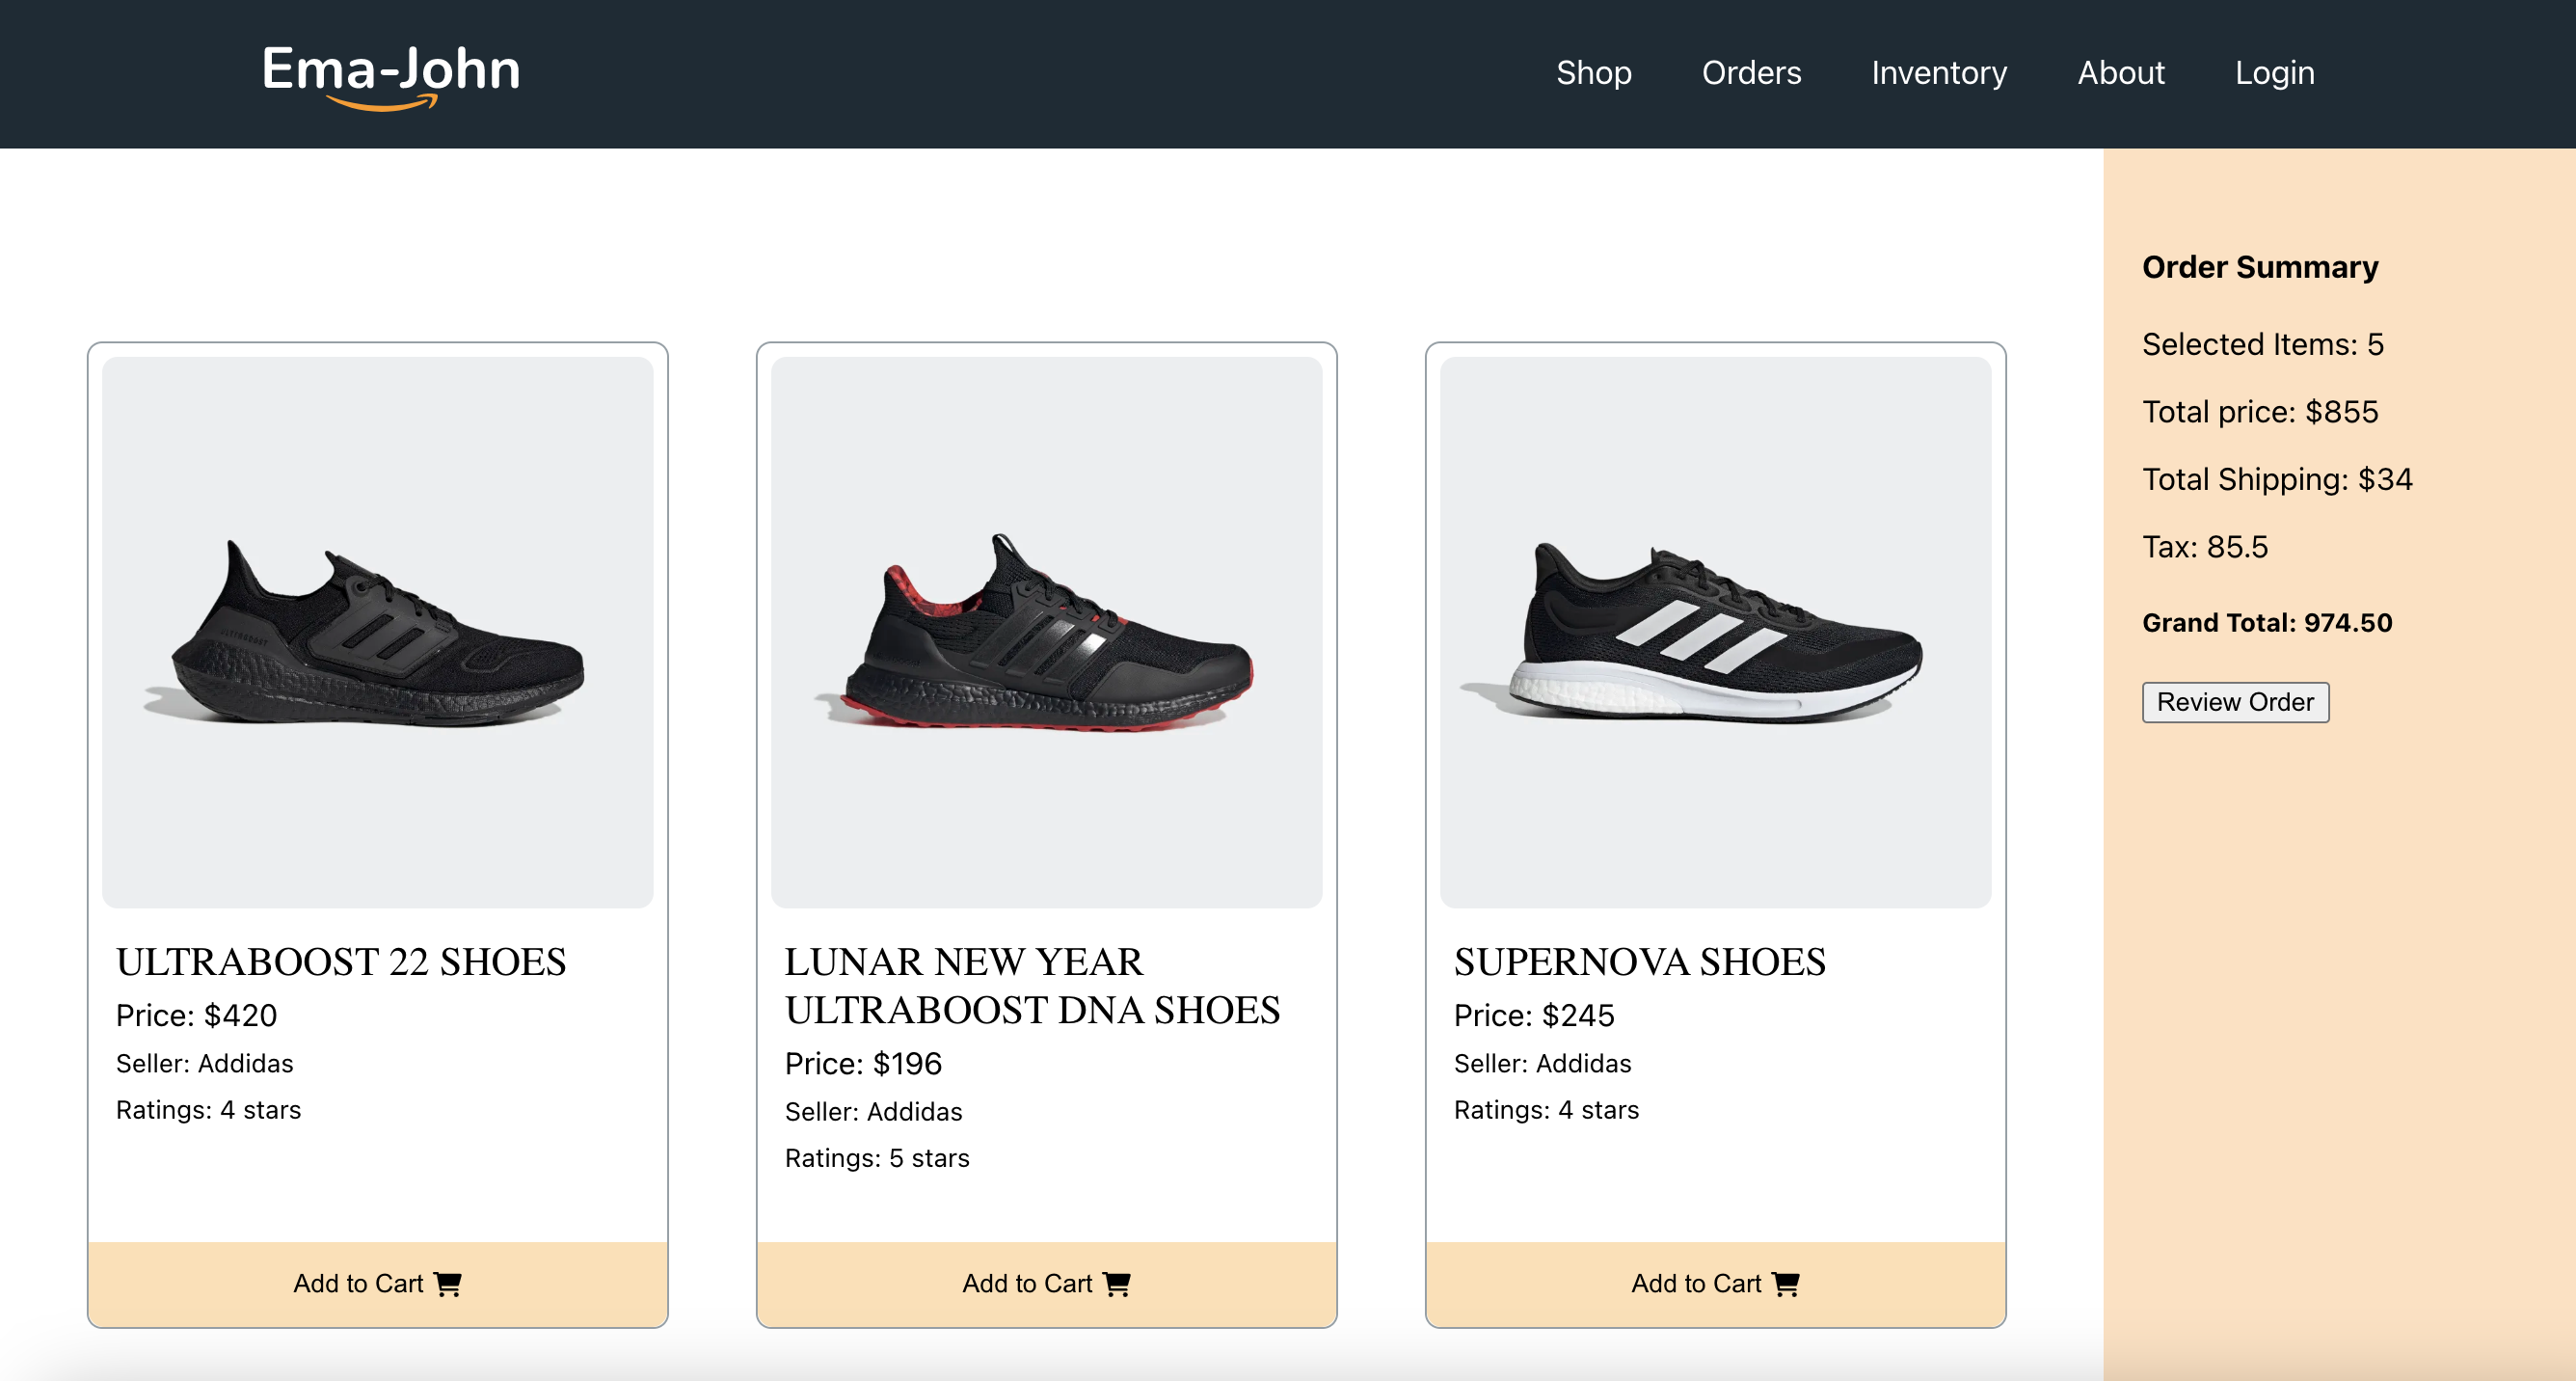 Ema-John
Shop Orders Inventory About Login
ULTRABOOST 22 SHOES
Price: $420
Seller: Addidas
Ratings: 4 stars
Add to Cart
LUNAR NEW YEAR
ULTRABOOST DNA SHOES
Price: $196
Seller: Addidas
Ratings: 5 stars
Add to Cart
SUPERNOVA SHOES
Price: $245
Seller: Addidas
Ratings: 4 stars
Add to Cart
Order Summary
Selected Items: 5
Total price: $855
Total Shipping: $34
Tax: 85.5
Grand Total: 974.50
Review Order